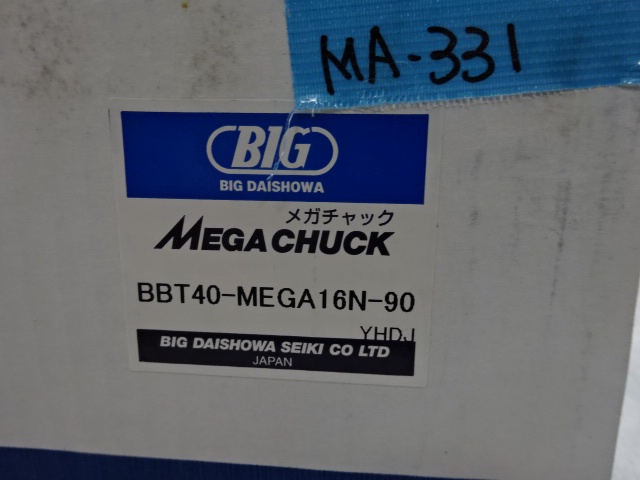 MA-331
BIG
BIG DAISHOWA
メガチャック
MEGACHUCK
BBT40-MEGA16N-90
YHDJ
BIG DAISHOWA SEIKI CO LTD
JAPAN